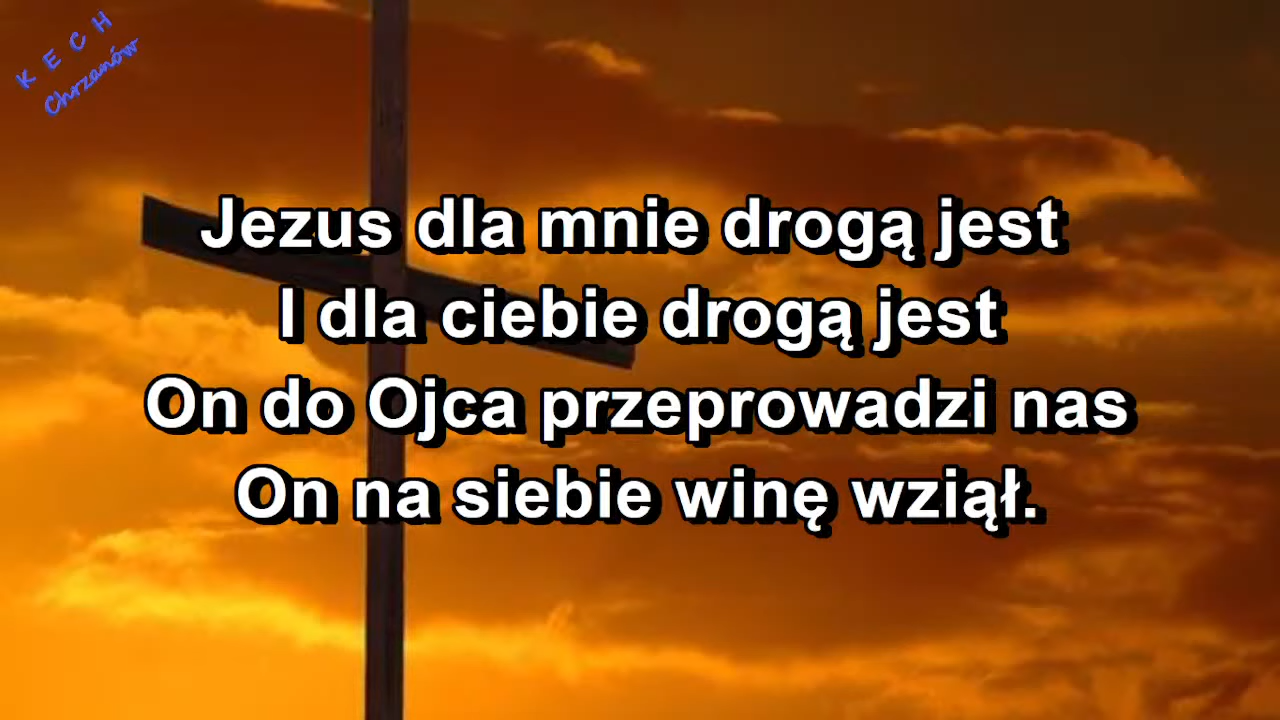 K E C H
Chrzanów
Jezus dla mnie drogą jest
I dla ciebie drogą jest
On do Ojca przeprowadzi nas
On na siebie winę wziął.